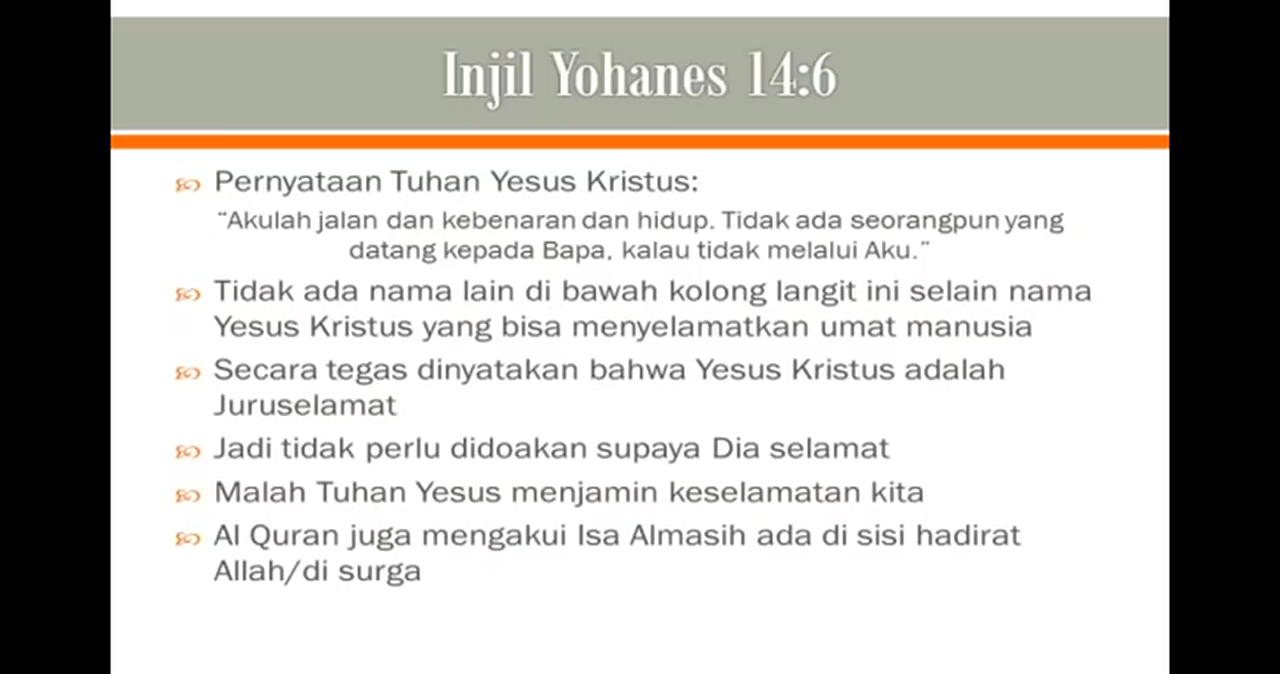 Injil Yohanes 14:6
Pernyataan Tuhan Yesus Kristus:
“Akulah jalan dan kebenaran dan hidup. Tidak ada seorangpun yang
datang kepada Bapa, kalau tidak melalui Aku.”
Tidak ada nama lain di bawah kolong langit ini selain nama
Yesus Kristus yang bisa menyelamatkan umat manusia
Secara tegas dinyatakan bahwa Yesus Kristus adalah
Juruselamat
Jadi tidak perlu didoakan supaya Dia selamat
Malah Tuhan Yesus menjamin keselamatan kita
Al Quran juga mengakui Isa Almasih ada di sisi hadirat
Allah/di surga